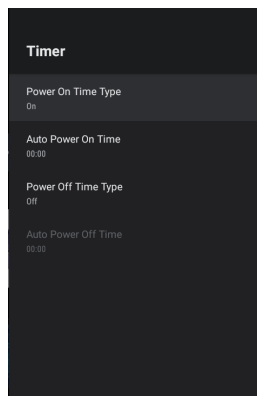 Timer
Power On Time Type
On
Auto Power On Time
00:00
Power Off Time Type
Off
Auto Power Off Time
00:00